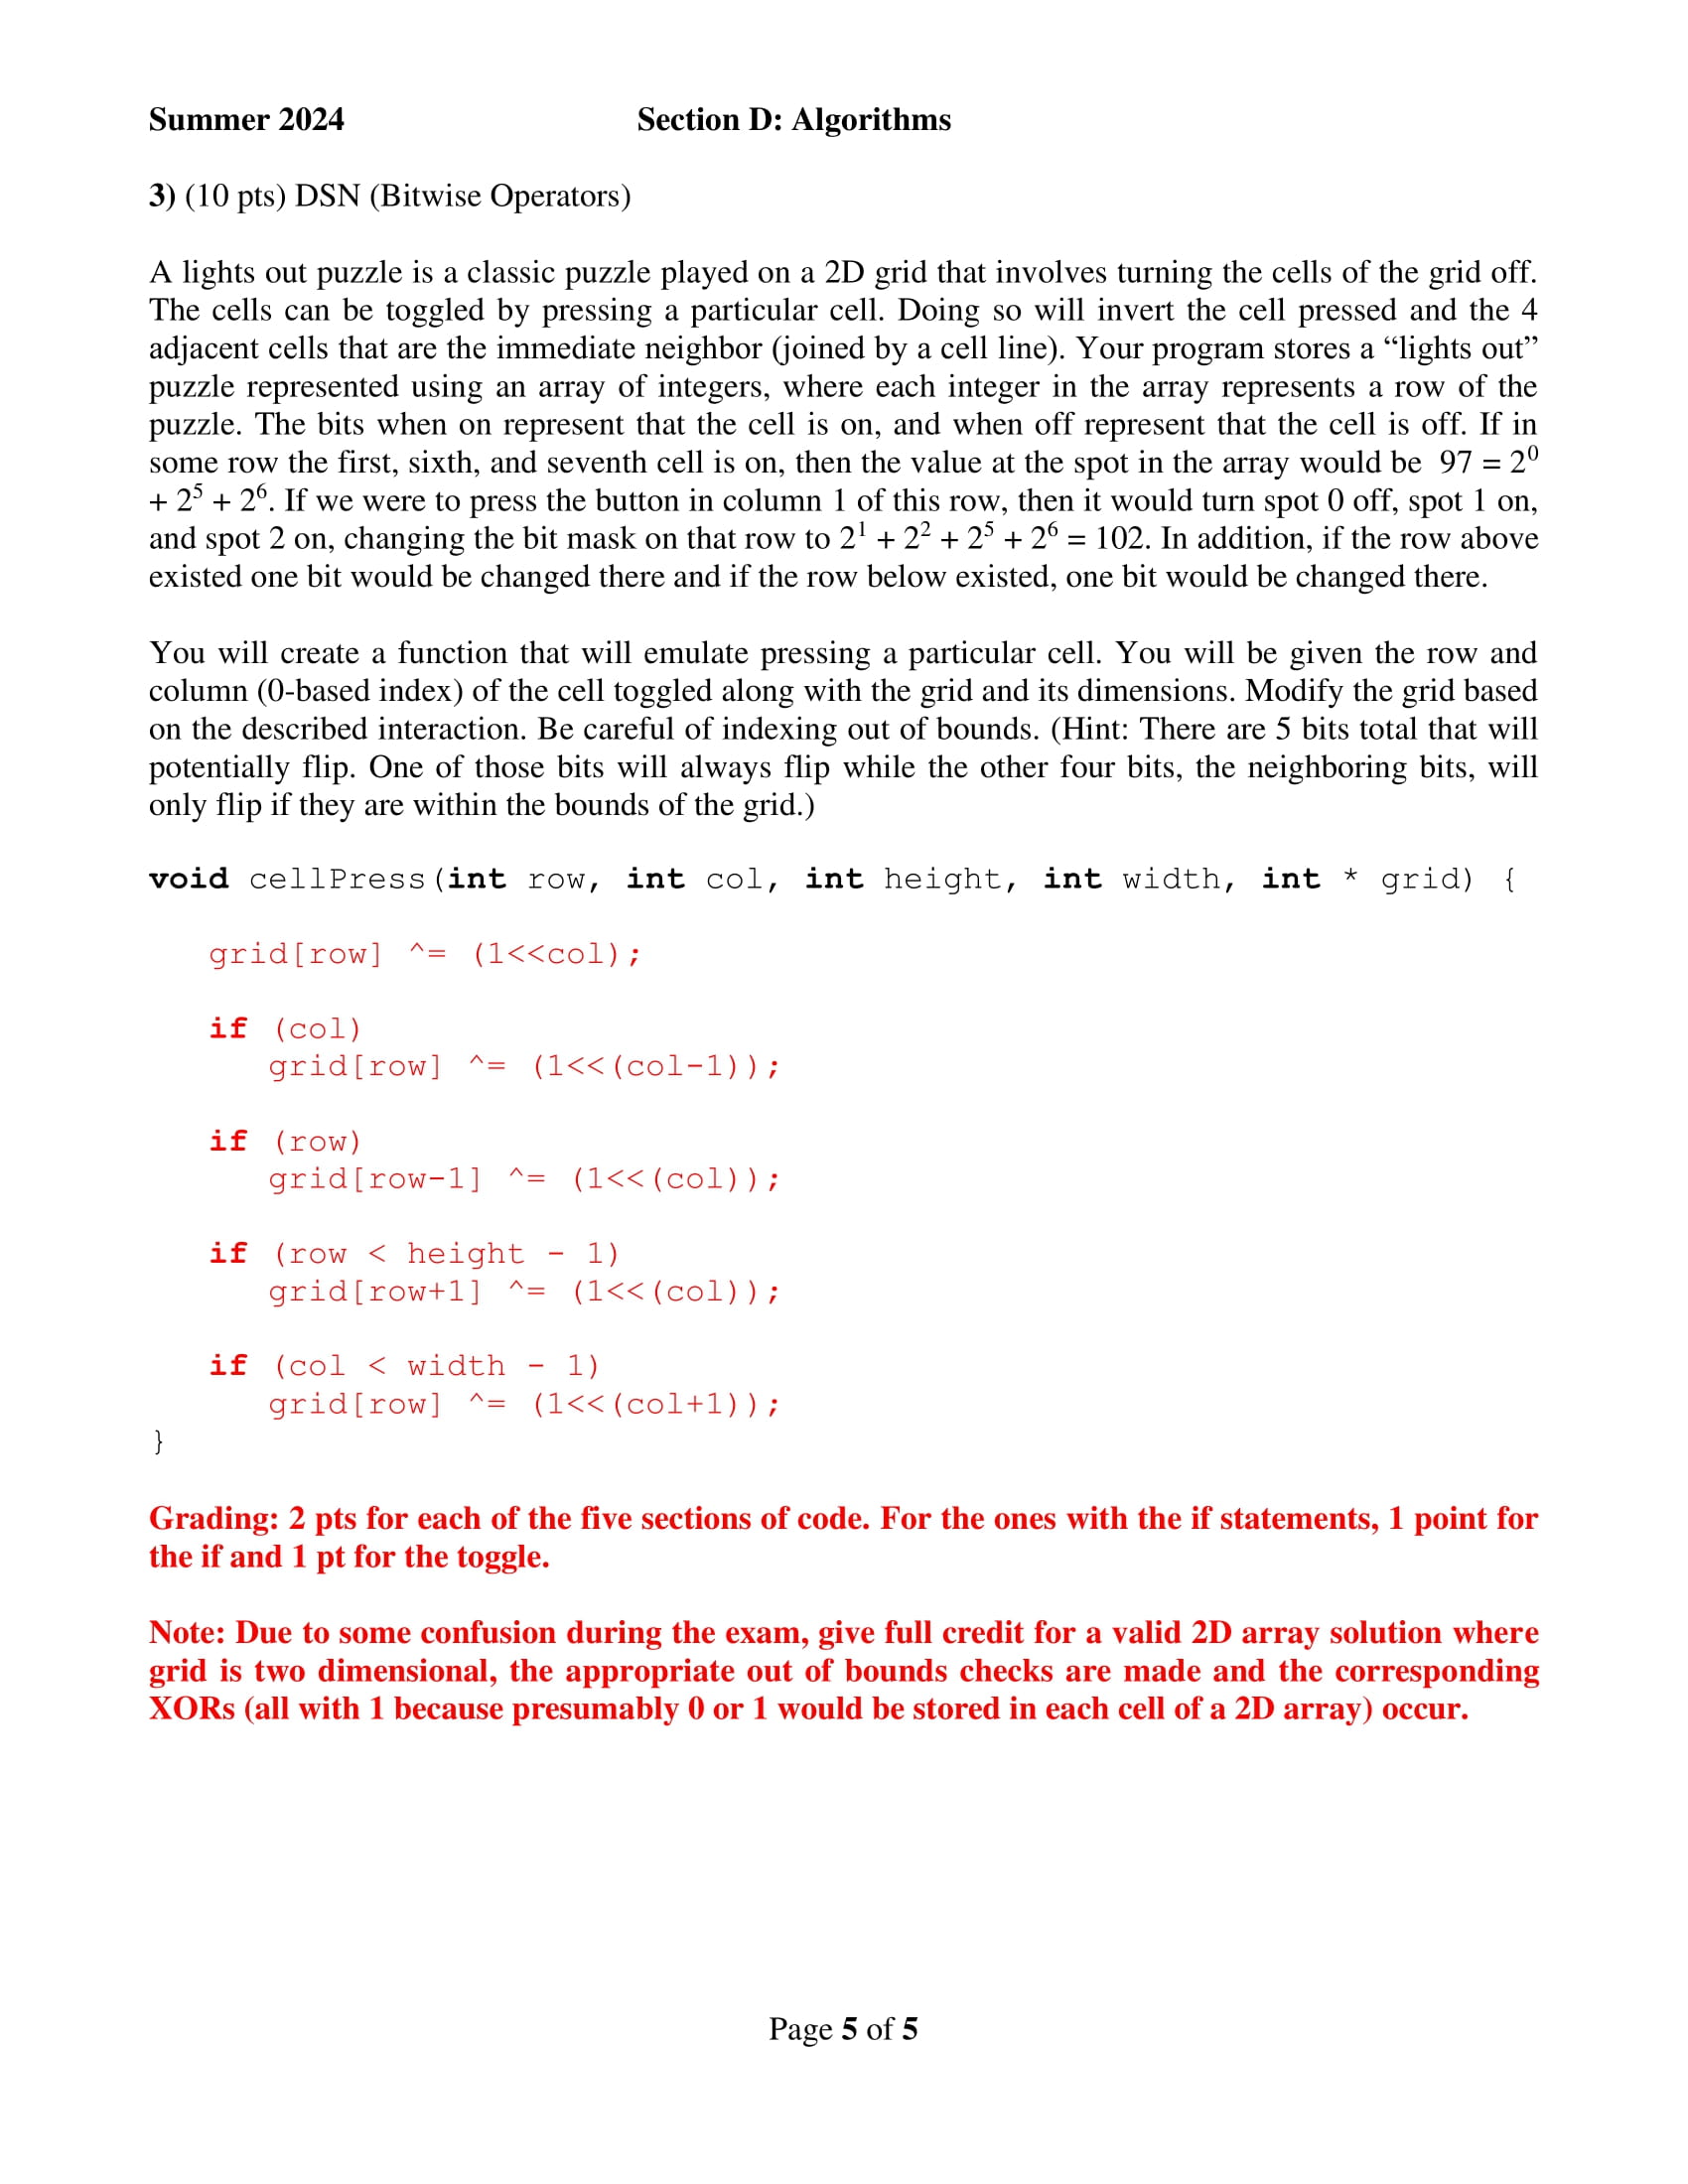 Summer 2024 Section D: Algorithms
3) (10 pts) DSN (Bitwise Operators)
A lights out puzzle is a classic puzzle played on a 2D grid that involves turning the cells of the grid off.
The cells can be toggled by pressing a particular cell. Doing so will invert the cell pressed and the 4
adjacent cells that are the immediate neighbor (joined by a cell line). Your program stores a “lights out”
puzzle represented using an array of integers, where each integer in the array represents a row of the
puzzle. The bits when on represent that the cell is on, and when off represent that the cell is off. If in
some row the first, sixth, and seventh cell is on, then the value at the spot in the array would be 97 = 2⁰
+ 2⁵ + 2⁶. If we were to press the button in column 1 of this row, then it would turn spot 0 off, spot 1 on,
and spot 2 on, changing the bit mask on that row to 2¹ + 2² + 2⁵ + 2⁶ = 102. In addition, if the row above
existed one bit would be changed there and if the row below existed, one bit would be changed there.
You will create a function that will emulate pressing a particular cell. You will be given the row and
column (0-based index) of the cell toggled along with the grid and its dimensions. Modify the grid based
on the described interaction. Be careful of indexing out of bounds. (Hint: There are 5 bits total that will
potentially flip. One of those bits will always flip while the other four bits, the neighboring bits, will
only flip if they are within the bounds of the grid.)
void cellPress(int row, int col, int height, int width, int * grid) {
grid[row] ^= (1<<col);
if (col)
grid[row] ^= (1<<(col-1));
if (row)
grid[row-1] ^= (1<<(col));
if (row < height - 1)
grid[row+1] ^= (1<<(col));
if (col < width - 1)
grid[row] ^= (1<<(col+1));
}
Grading: 2 pts for each of the five sections of code. For the ones with the if statements, 1 point for
the if and 1 pt for the toggle.
Note: Due to some confusion during the exam, give full credit for a valid 2D array solution where
grid is two dimensional, the appropriate out of bounds checks are made and the corresponding
XORs (all with 1 because presumably 0 or 1 would be stored in each cell of a 2D array) occur.
Page 5 of 5